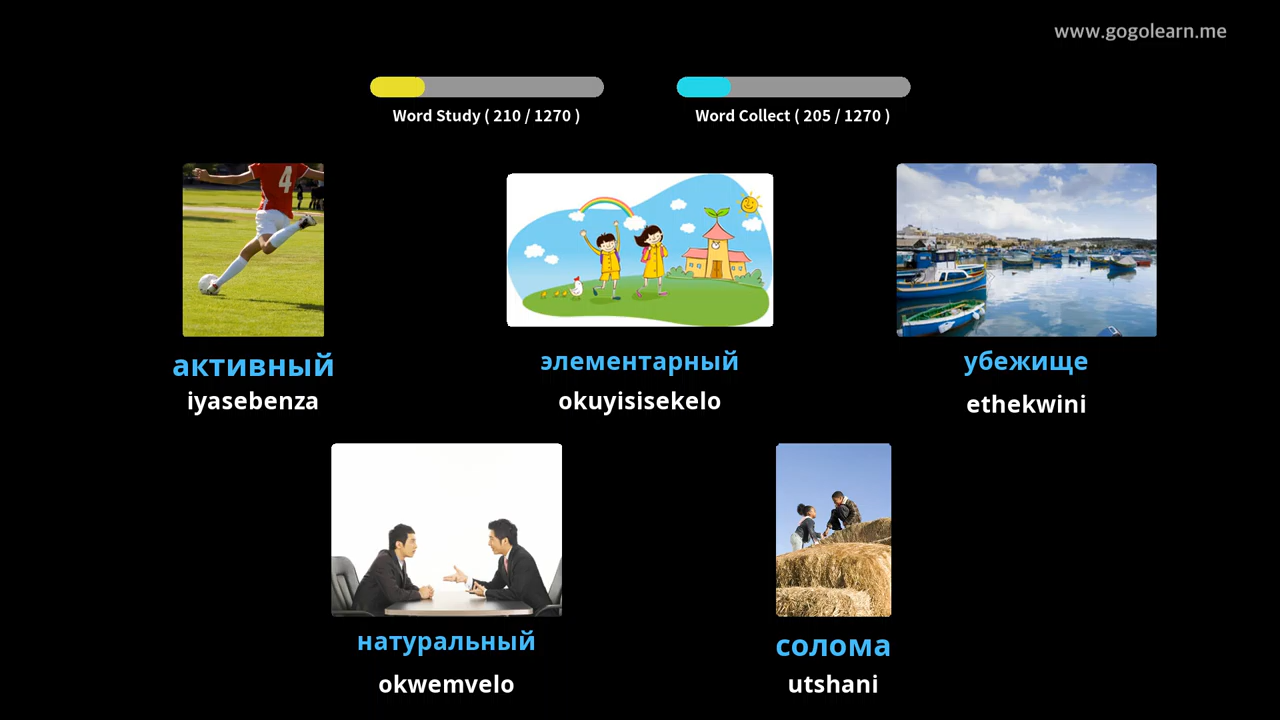 www.gogolearn.me
Word Study ( 210 / 1270 )
Word Collect ( 205 / 1270 )
4
активный
iyasebenza
элементарный
okuyisisekelo
убежище
ethekwini
натуральный
okwemvelo
солома
utshani